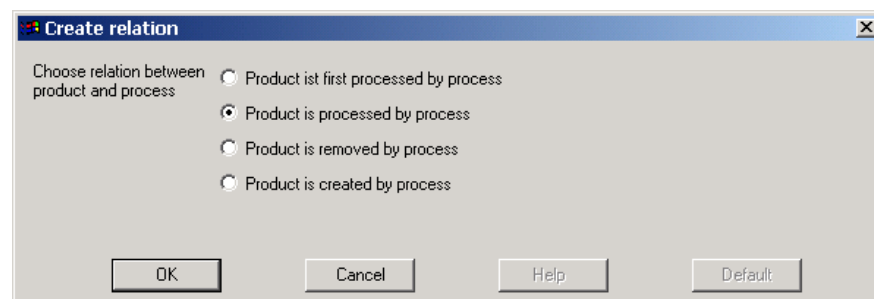 Create relation
Choose relation between
product and process
Product ist first processed by process
Product is processed by process
Product is removed by process
Product is created by process
OK
Cancel
Help
Default